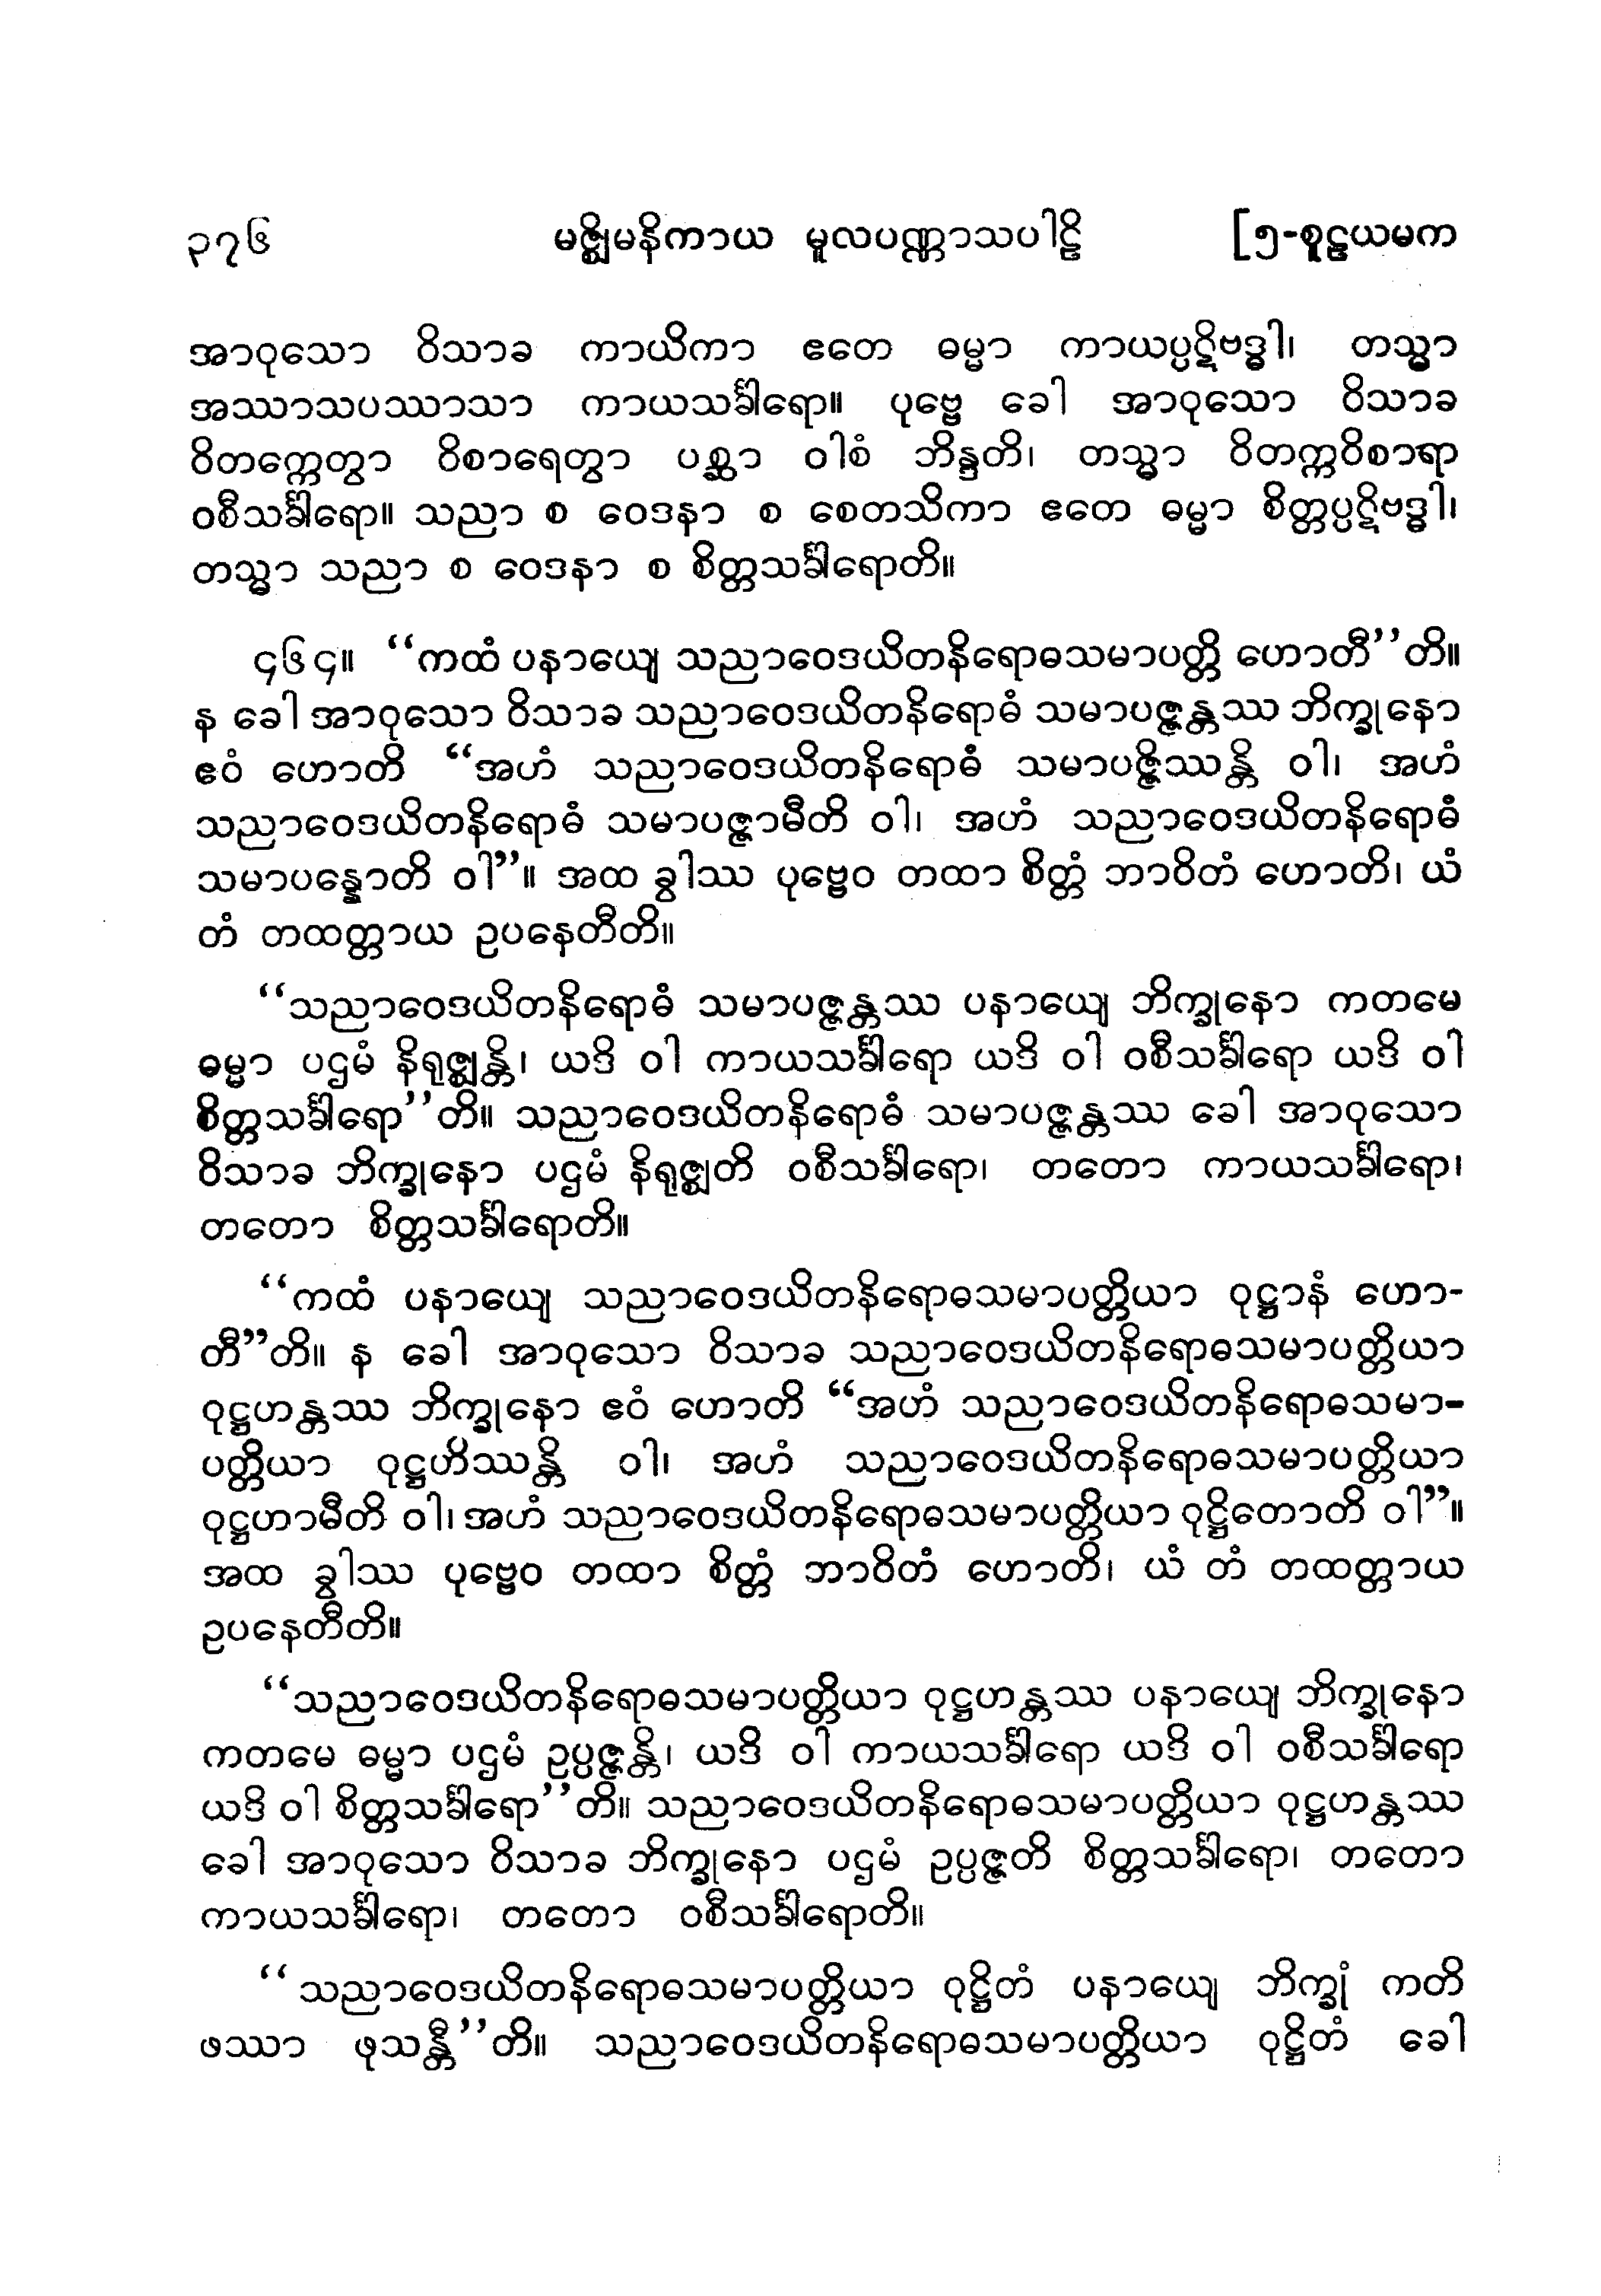 ၃၇၆ မဇ္ဈိမနိကာယ မူလပဏ္ဏာသပါဠိ [၅-စူဠယမက
အာဝုသော ဝိသာခ ကာယိကာ ဧတေ ဓမ္မာ ကာယပ္ပဋိဗဒ္ဓါ၊ တသ္မာ
အဿာသပဿာသာ ကာယသင်္ခါရော။ ပုဗ္ဗေ ခေါ အာဝုသော ဝိသာခ
ဝိတက္ကေတွာ ဝိစာရေတွာ ပစ္ဆာ ဝါစံ ဘိန္ဒတိ၊ တသ္မာ ဝိတက္ကဝိစာရာ
ဝစီသင်္ခါရော။ သညာ စ ဝေဒနာ စ စေတသိကာ ဧတေ ဓမ္မာ စိတ္တပ္ပဋိဗဒ္ဓါ၊
တသ္မာ သညာ စ ဝေဒနာ စ စိတ္တသင်္ခါရောတိ။
၄၆၄။ ‘‘ကထံ ပနာယျေ သညာဝေဒယိတနိရောဓသမာပတ္တိ ဟောတီ’’တိ။
န ခေါ အာဝုသော ဝိသာခ သညာဝေဒယိတနိရောဓံ သမာပဇ္ဇန္တဿ ဘိက္ခုနော
ဧဝံ ဟောတိ “အဟံ သညာဝေဒယိတနိရောဓံ သမာပဇ္ဇိဿန္တိ ဝါ၊ အဟံ
သညာဝေဒယိတနိရောဓံ သမာပဇ္ဇာမီတိ ဝါ၊ အဟံ သညာဝေဒယိတနိရောဓံ
သမာပန္နောတိ ဝါ”။ အထ ခွါဿ ပုဗ္ဗေဝ တထာ စိတ္တံ ဘာဝိတံ ဟောတိ၊ ယံ
တံ တထတ္တာယ ဥပနေတီတိ။
‘‘သညာဝေဒယိတနိရောဓံ သမာပဇ္ဇန္တဿ ပနာယျေ ဘိက္ခုနော ကတမေ
ဓမ္မာ ပဌမံ နိရုဇ္ဈန္တိ၊ ယဒိ ဝါ ကာယသင်္ခါရော ယဒိ ဝါ ဝစီသင်္ခါရော ယဒိ ဝါ
စိတ္တသင်္ခါရော’’တိ။ သညာဝေဒယိတနိရောဓံ သမာပဇ္ဇန္တဿ ခေါ အာဝုသော
ဝိသာခ ဘိက္ခုနော ပဌမံ နိရုဇ္ဈတိ ဝစီသင်္ခါရော၊ တတော ကာယသင်္ခါရော၊
တတော စိတ္တသင်္ခါရောတိ။
‘‘ကထံ ပနာယျေ သညာဝေဒယိတနိရောဓသမာပတ္တိယာ ဝုဋ္ဌာနံ ဟော-
တီ”တိ။ န ခေါ အာဝုသော ဝိသာခ သညာဝေဒယိတနိရောဓသမာပတ္တိယာ
ဝုဋ္ဌဟန္တဿ ဘိက္ခုနော ဧဝံ ဟောတိ “အဟံ သညာဝေဒယိတနိရောဓသမာ-
ပတ္တိယာ ဝုဋ္ဌဟိဿန္တိ ဝါ၊ အဟံ သညာဝေဒယိတနိရောဓသမာပတ္တိယာ
ဝုဋ္ဌဟာမီတိ ဝါ၊ အဟံ သညာဝေဒယိတနိရောဓသမာပတ္တိယာ ဝုဋ္ဌိတောတိ ဝါ”။
အထ ခွါဿ ပုဗ္ဗေဝ တထာ စိတ္တံ ဘာဝိတံ ဟောတိ၊ ယံ တံ တထတ္တာယ
ဥပနေတီတိ။
‘‘သညာဝေဒယိတနိရောဓသမာပတ္တိယာ ဝုဋ္ဌဟန္တဿ ပနာယျေ ဘိက္ခုနော
ကတမေ ဓမ္မာ ပဌမံ ဥပ္ပဇ္ဇန္တိ၊ ယဒိ ဝါ ကာယသင်္ခါရော ယဒိ ဝါ ဝစီသင်္ခါရော
ယဒိ ဝါ စိတ္တသင်္ခါရော’’တိ။ သညာဝေဒယိတနိရောဓသမာပတ္တိယာ ဝုဋ္ဌဟန္တဿ
ခေါ အာဝုသော ဝိသာခ ဘိက္ခုနော ပဌမံ ဥပ္ပဇ္ဇတိ စိတ္တသင်္ခါရော၊ တတော
ကာယသင်္ခါရော၊ တတော ဝစီသင်္ခါရောတိ။
‘‘သညာဝေဒယိတနိရောဓသမာပတ္တိယာ ဝုဋ္ဌိတံ ပနာယျေ ဘိက္ခုံ ကတိ
ဖဿာ ဖုသန္တီ’’တိ။ သညာဝေဒယိတနိရောဓသမာပတ္တိယာ ဝုဋ္ဌိတံ ခေါ